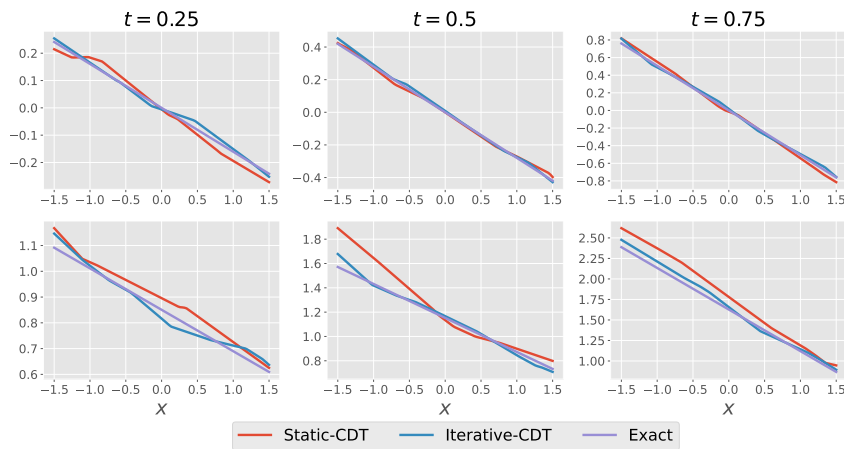 t = 0.25 t = 0.5 t = 0.75
0.2 0.4 0.8
0.6
0.1 0.2 0.4
0.2
0.0 0.0 0.0
−0.2
−0.1 −0.2 −0.4
−0.2 −0.6
−0.4 −0.8
−1.5 −1.0 −0.5 0.0 0.5 1.0 1.5 −1.5 −1.0 −0.5 0.0 0.5 1.0 1.5 −1.5 −1.0 −0.5 0.0 0.5 1.0 1.5
1.1 1.8 2.50
1.0 1.6 2.25
1.4 2.00
0.9 1.75
0.8 1.2 1.50
0.7 1.0 1.25
0.6 0.8 1.00
−1.5 −1.0 −0.5 0.0 0.5 1.0 1.5 −1.5 −1.0 −0.5 0.0 0.5 1.0 1.5 −1.5 −1.0 −0.5 0.0 0.5 1.0 1.5
x x x
Static-CDT Iterative-CDT Exact